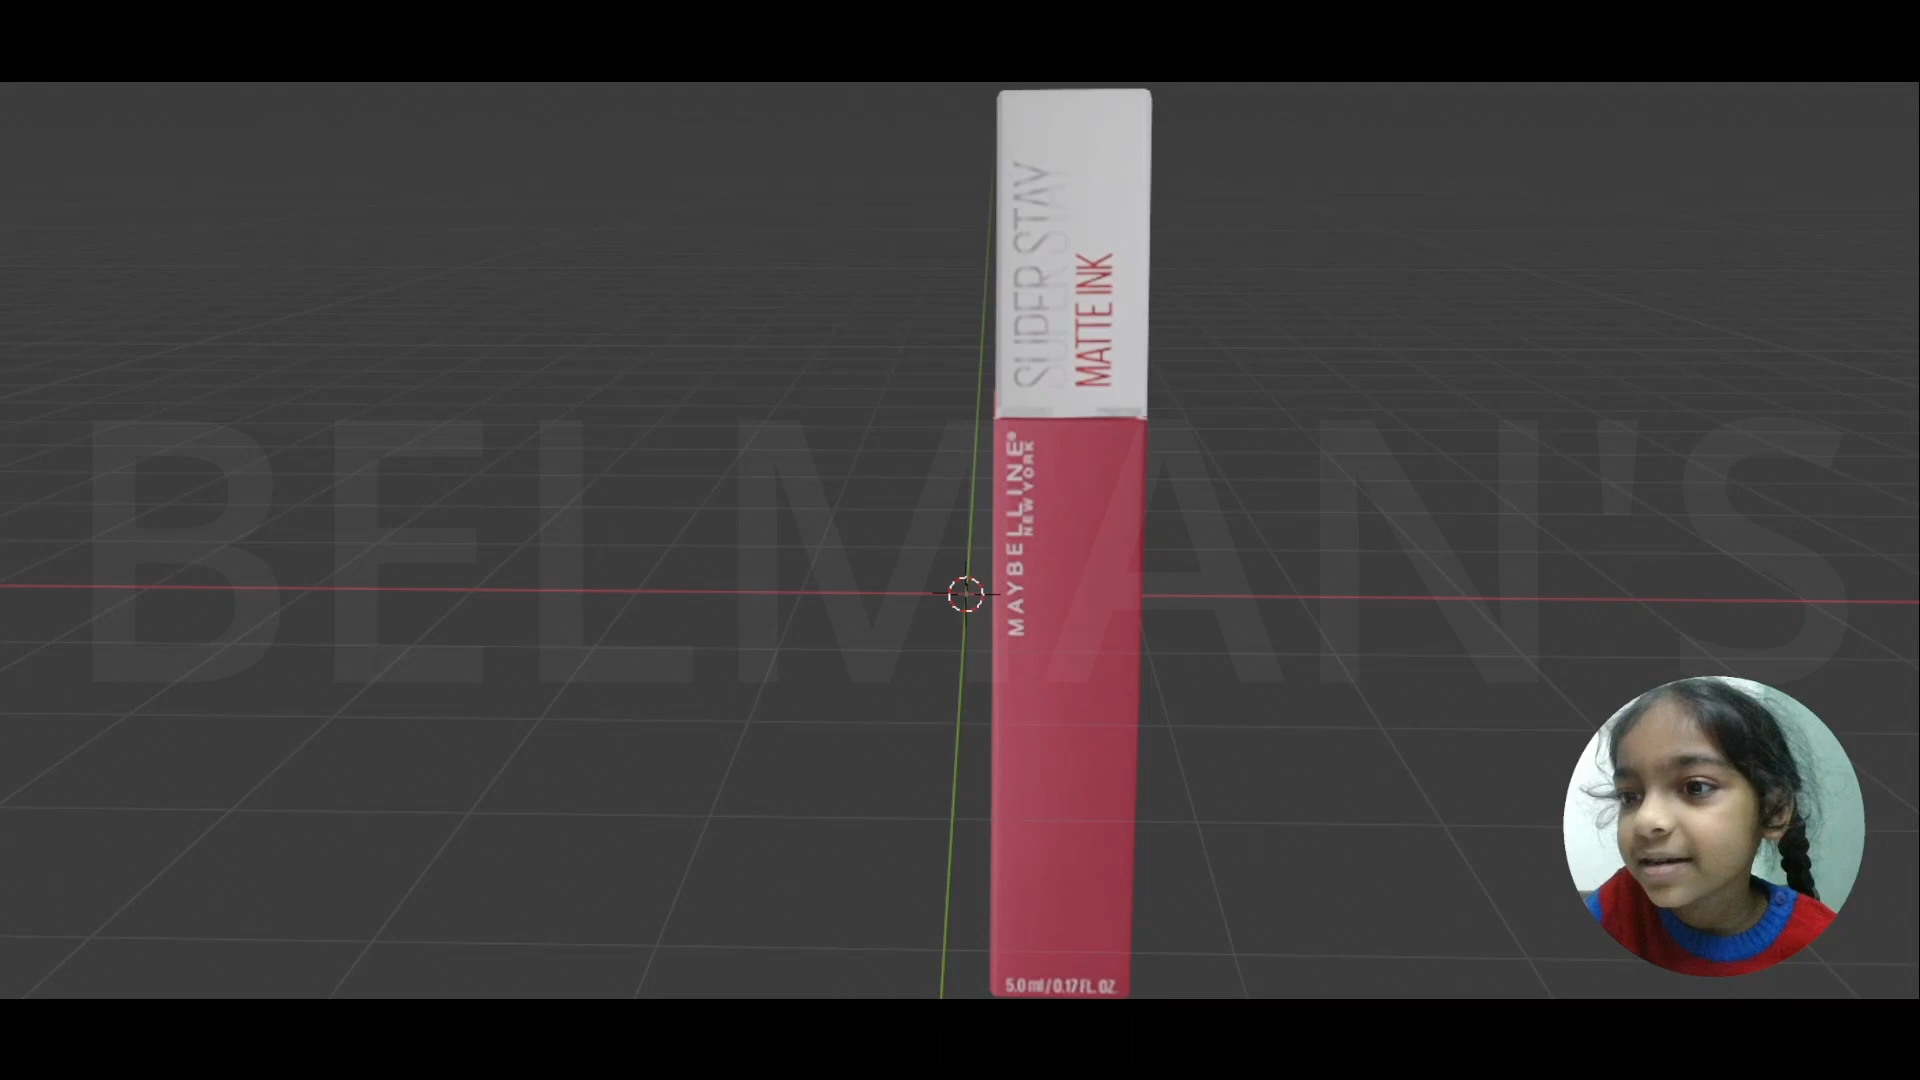 SUPER STAY
MATTE INK
MAYBELLINE®
NEW YORK
5.0 ml / 0.17 FL. OZ.
BELMAN'S